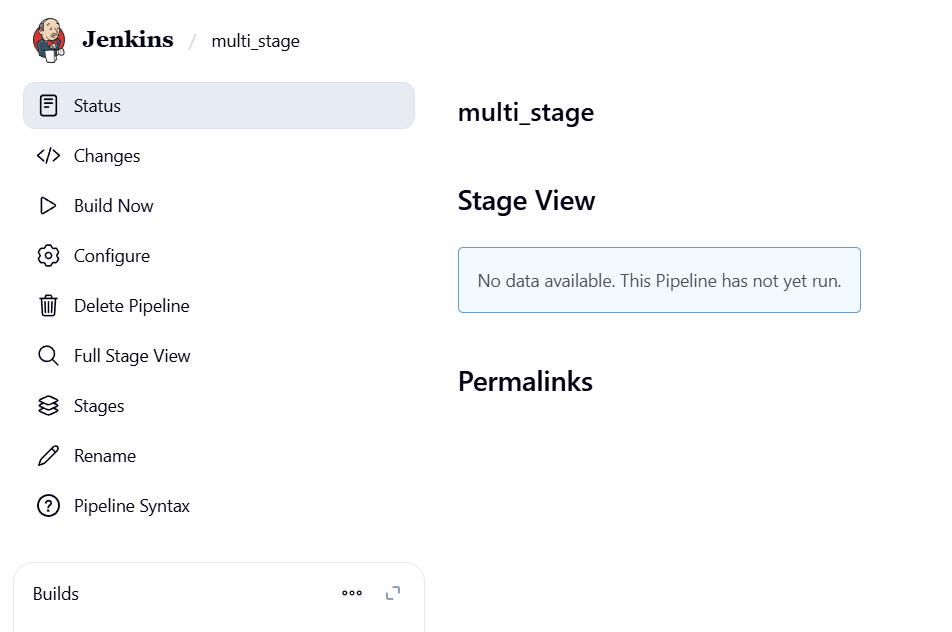 Jenkins / multi_stage
Status
Changes
Build Now
Configure
Delete Pipeline
Full Stage View
Stages
Rename
Pipeline Syntax
Builds
multi_stage
Stage View
No data available. This Pipeline has not yet run.
Permalinks